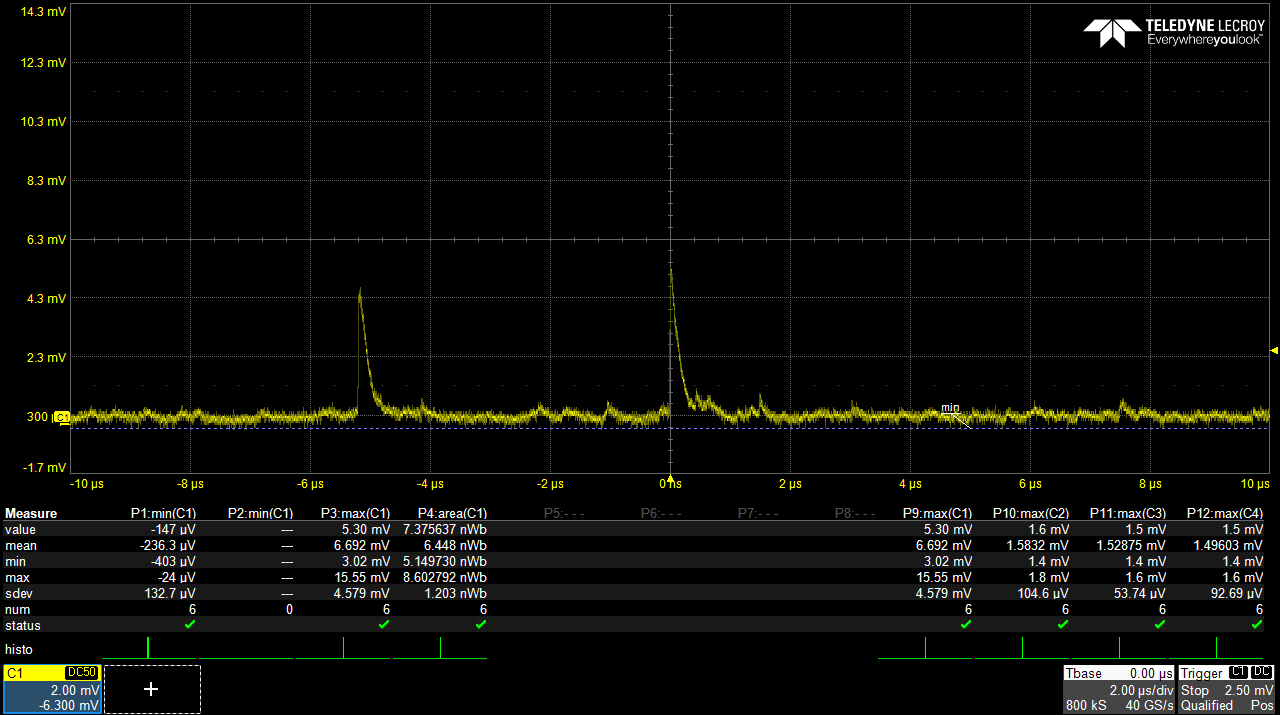 14.3 mV
TELEDYNE LECROY
Everywhereyoulook™
12.3 mV
10.3 mV
8.3 mV
6.3 mV
4.3 mV
2.3 mV
300
C1
min
-1.7 mV
-10 µs -8 µs -6 µs -4 µs -2 µs 0 ns 2 µs 4 µs 6 µs 8 µs 10 µs
Measure P1:min(C1) P2:min(C1) P3:max(C1) P4:area(C1) P5:--- P6:--- P7:--- P8:--- P9:max(C1) P10:max(C2) P11:max(C3) P12:max(C4)
value -147 µV --- 5.30 mV 7.375637 nWb 5.30 mV 1.6 mV 1.5 mV 1.5 mV
mean -236.3 µV --- 6.692 mV 6.448 nWb 6.692 mV 1.5832 mV 1.52875 mV 1.49603 mV
min -403 µV --- 3.02 mV 5.149730 nWb 3.02 mV 1.4 mV 1.4 mV 1.4 mV
max -24 µV --- 15.55 mV 8.602792 nWb 15.55 mV 1.8 mV 1.6 mV 1.6 mV
sdev 132.7 µV --- 4.579 mV 1.203 nWb 4.579 mV 104.6 µV 53.74 µV 92.69 µV
num 6 0 6 6 6 6 6 6
status
histo
C1 DC50
2.00 mV
-6.300 mV
+
Tbase 0.00 µs
2.00 µs/div
800 kS 40 GS/s
Trigger C1 DC
Stop 2.50 mV
Qualified Pos